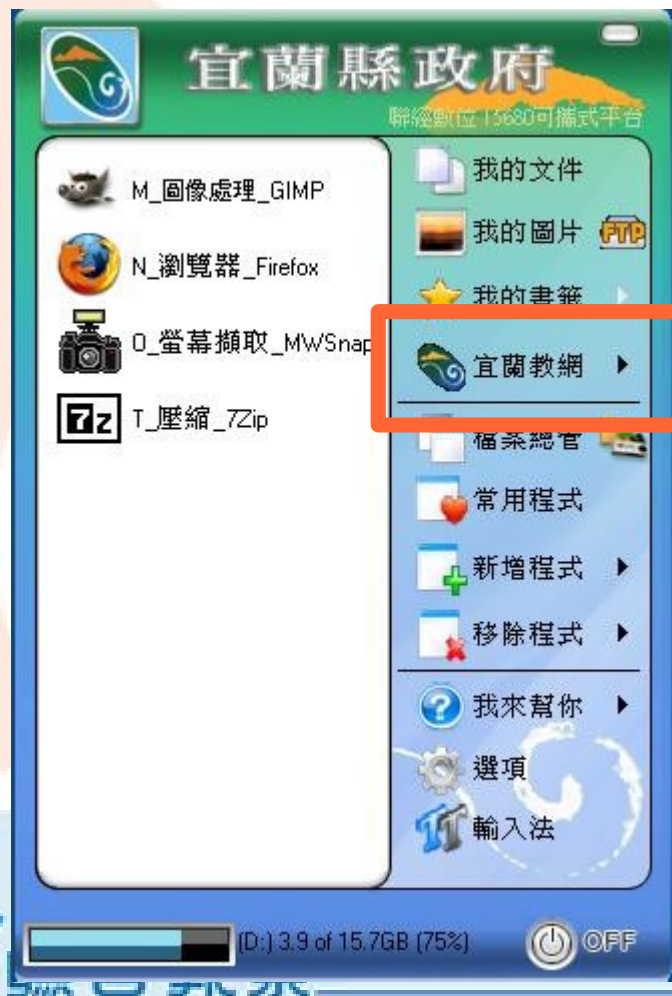 宜蘭縣政府
聯經數位 15680可攜式平台
M_圖像處理_GIMP
N_瀏覽器_Firefox
O_螢幕擷取_MWSnap
T_壓縮_7Zip
7z
我的文件
我的圖片 FTP
我的書籤
宜蘭教網
檔案總管
常用程式
新增程式
移除程式
我來幫你
選項
輸入法
(D:) 3.9 of 15.7GB (75%)
OFF